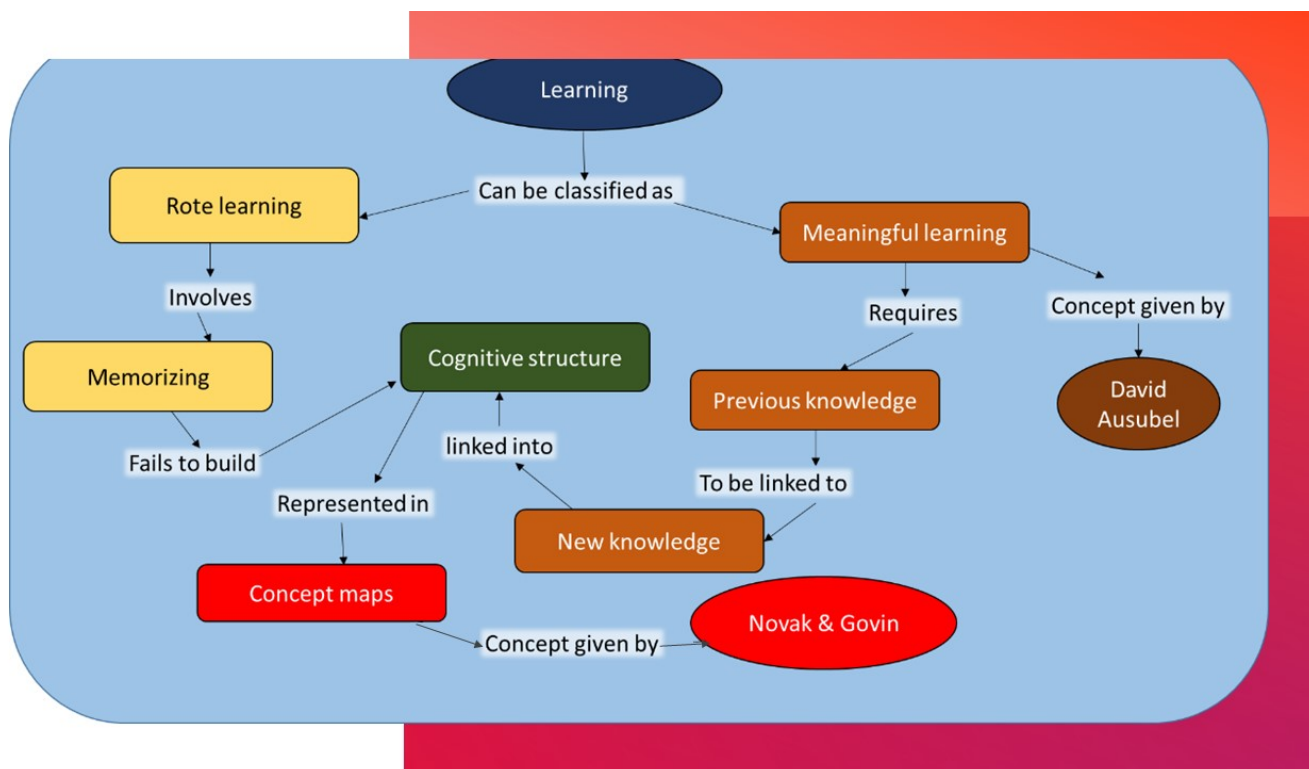 Learning
Can be classified as
Rote learning
Meaningful learning
Involves
Requires
Concept given by
Memorizing
Cognitive structure
Previous knowledge
David
Ausubel
Fails to build
linked into
To be linked to
Represented in
New knowledge
Concept maps
Concept given by
Novak & Govin